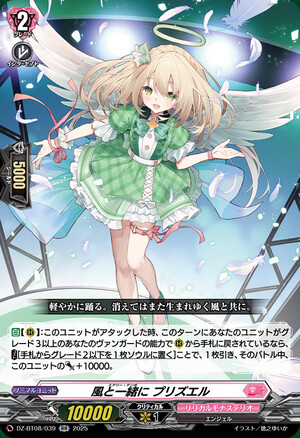 2
グレード
インターセプト
5000
軽やかに踊る。消えてはまた生まれゆく風と共に。
【自】【R】：このユニットがアタックした時、このターンにあなたのユニットがグレード3以上のあなたのヴァンガードの能力でRから手札に戻されているなら、
【コスト】[手札からグレード2以下を1枚ソウルに置く]ことで、1枚引き、そのバトル中、
このユニットのパワー+10000。
ノーマルユニット
風と一緒に プリズエル
リリカルモナステリオ
パワー
10000
クリティカル
1
エンジェル
DZ-BT08/039
RR
2025
イラスト/徳之ゆいか